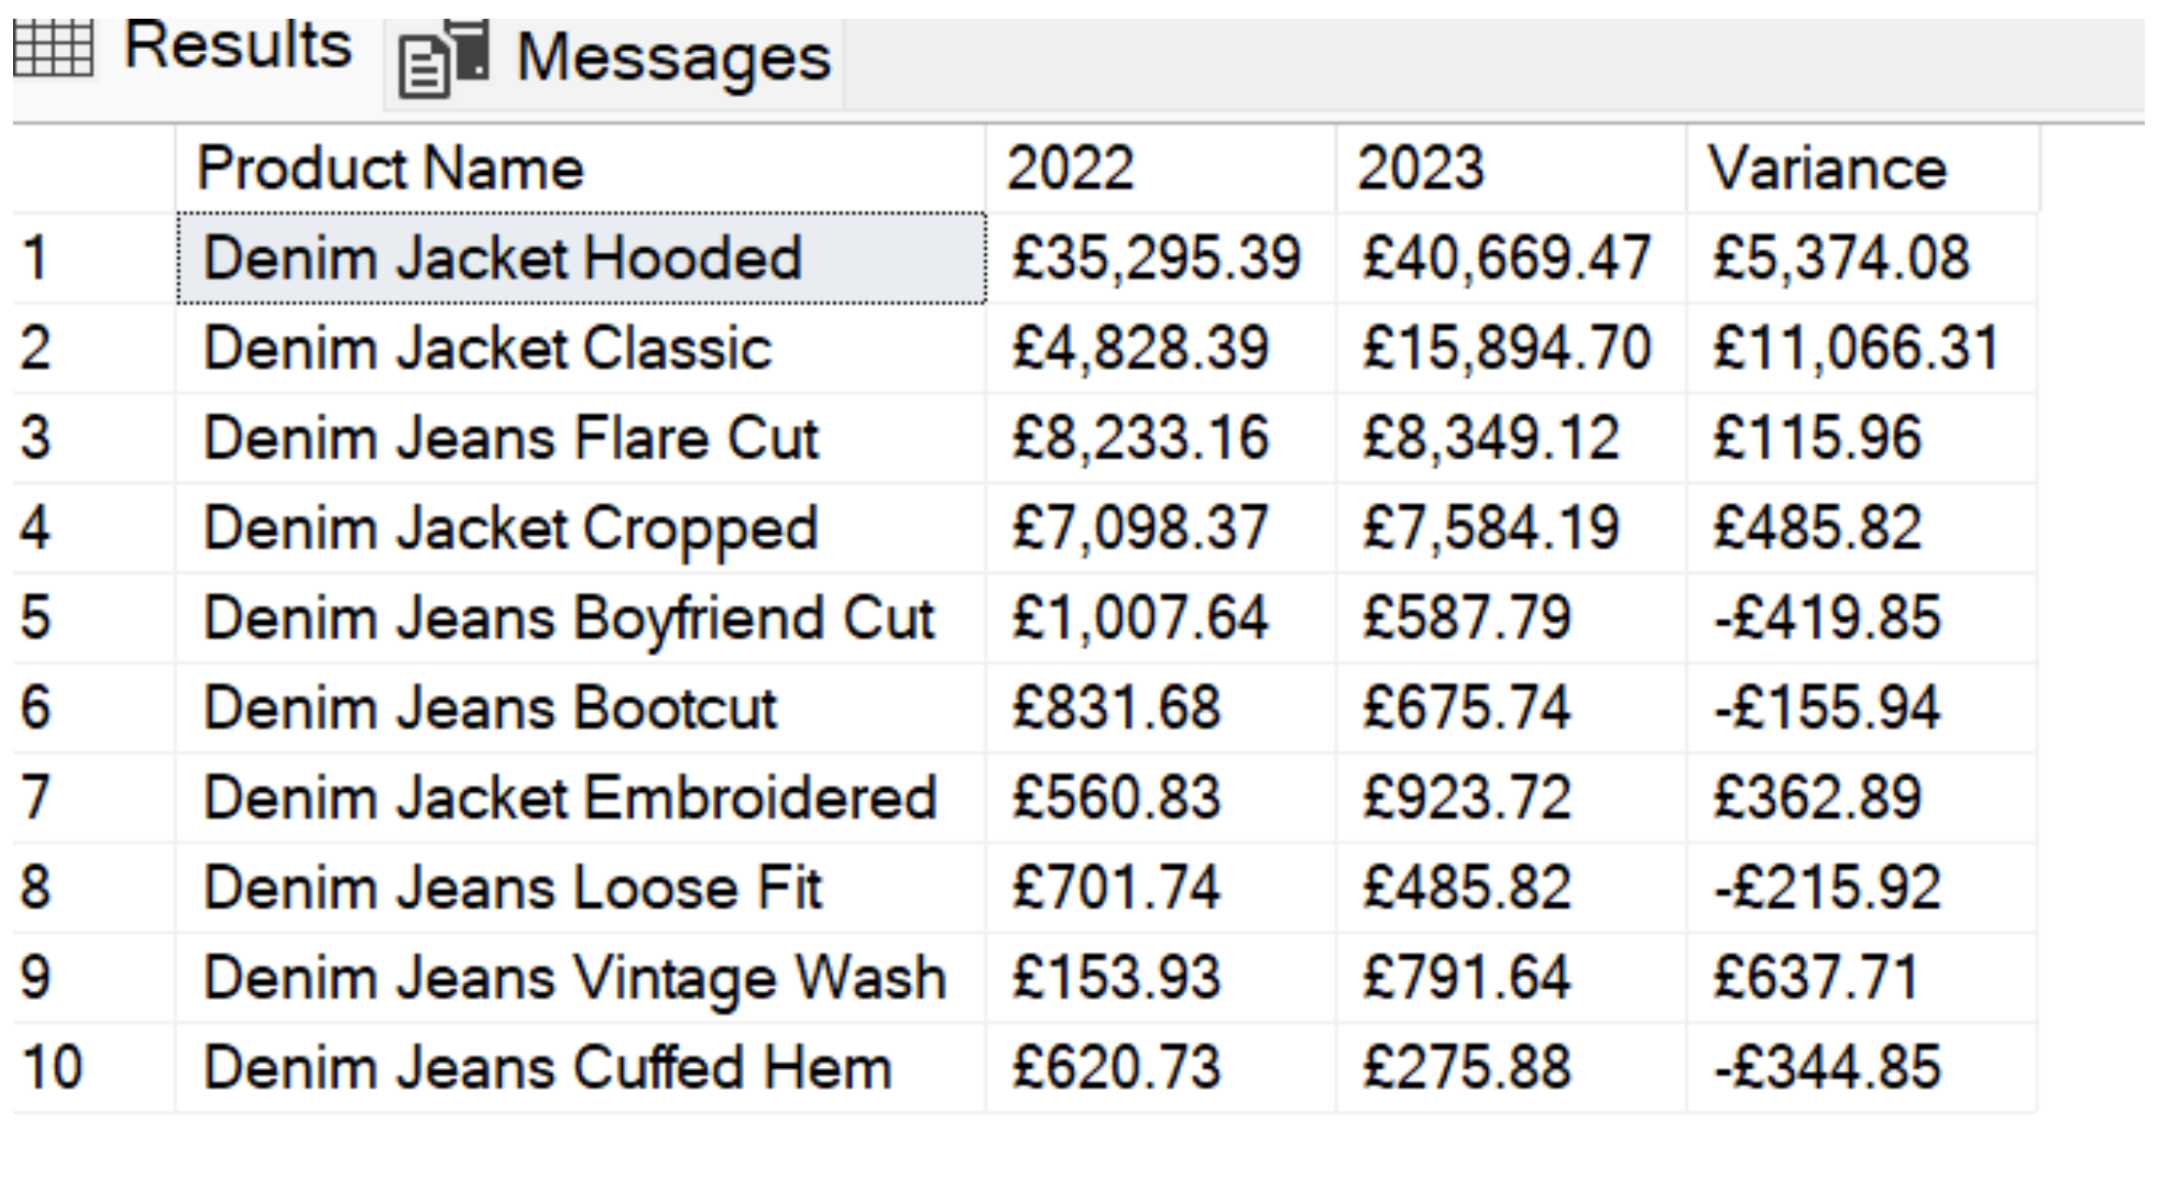 Results Messages
Product Name 2022 2023 Variance
1 Denim Jacket Hooded £35,295.39 £40,669.47 £5,374.08
2 Denim Jacket Classic £4,828.39 £15,894.70 £11,066.31
3 Denim Jeans Flare Cut £8,233.16 £8,349.12 £115.96
4 Denim Jacket Cropped £7,098.37 £7,584.19 £485.82
5 Denim Jeans Boyfriend Cut £1,007.64 £587.79 -£419.85
6 Denim Jeans Bootcut £831.68 £675.74 -£155.94
7 Denim Jacket Embroidered £560.83 £923.72 £362.89
8 Denim Jeans Loose Fit £701.74 £485.82 -£215.92
9 Denim Jeans Vintage Wash £153.93 £791.64 £637.71
10 Denim Jeans Cuffed Hem £620.73 £275.88 -£344.85